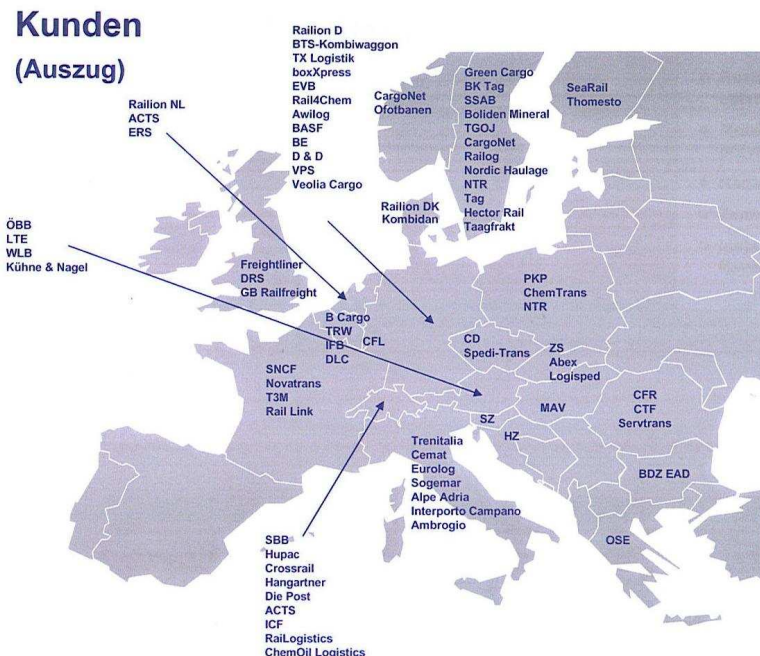 Kunden
(Auszug)
Railion D
BTS-Kombiwaggon
TX Logistik
boxXpress
EVB
Rail4Chem
Awilog
BASF
BE
D & D
VPS
Veolia Cargo
CargoNet
Ofotbanen
Green Cargo
BK Tag
SSAB
Boliden Mineral
TGOJ
CargoNet
Railog
Nordic Haulage
NTR
Tag
Hector Rail
Taagfrakt
SeaRail
Thomesto
Railion NL
ACTS
ERS
Railion DK
Kombidan
ÖBB
LTE
WLB
Kühne & Nagel
Freightliner
DRS
GB Railfreight
PKP
ChemTrans
NTR
B Cargo
TRW
IFB
DLC
CFL
CD
Spedi-Trans
ZS
Abex
Logisped
SNCF
Novatrans
T3M
Rail Link
CFR
CTF
Servtrans
MAV
SZ
HZ
Trenitalia
Cemat
Eurolog
Sogemar
Alpe Adria
Interporto Campano
Ambrogio
BDZ EAD
OSE
SBB
Hupac
Crossrail
Hangartner
Die Post
ACTS
ICF
RaiLogistics
ChemOil Logistics